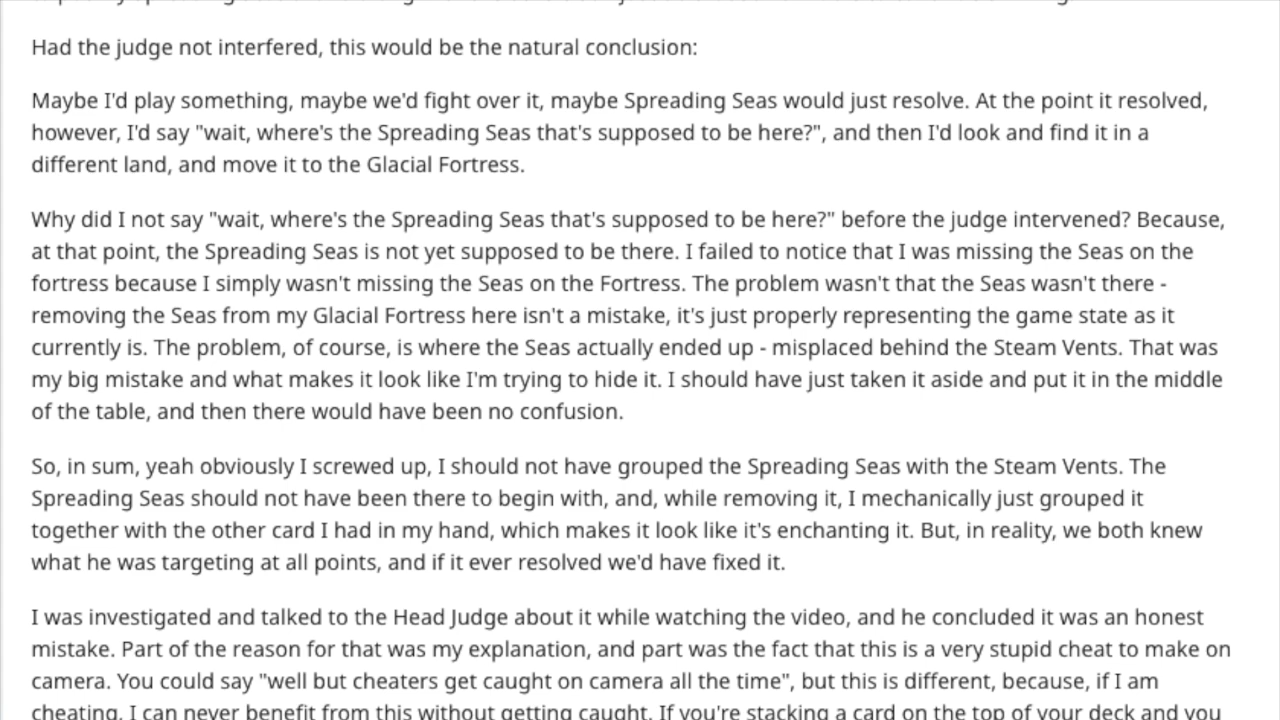 Had the judge not interfered, this would be the natural conclusion:
Maybe I'd play something, maybe we'd fight over it, maybe Spreading Seas would just resolve. At the point it resolved,
however, I'd say "wait, where's the Spreading Seas that's supposed to be here?", and then I'd look and find it in a
different land, and move it to the Glacial Fortress.
Why did I not say "wait, where's the Spreading Seas that's supposed to be here?" before the judge intervened? Because,
at that point, the Spreading Seas is not yet supposed to be there. I failed to notice that I was missing the Seas on the
fortress because I simply wasn't missing the Seas on the Fortress. The problem wasn't that the Seas wasn't there -
removing the Seas from my Glacial Fortress here isn't a mistake, it's just properly representing the game state as it
currently is. The problem, of course, is where the Seas actually ended up - misplaced behind the Steam Vents. That was
my big mistake and what makes it look like I'm trying to hide it. I should have just taken it aside and put it in the middle
of the table, and then there would have been no confusion.
So, in sum, yeah obviously I screwed up, I should not have grouped the Spreading Seas with the Steam Vents. The
Spreading Seas should not have been there to begin with, and, while removing it, I mechanically just grouped it
together with the other card I had in my hand, which makes it look like it's enchanting it. But, in reality, we both knew
what he was targeting at all points, and if it ever resolved we'd have fixed it.
I was investigated and talked to the Head Judge about it while watching the video, and he concluded it was an honest
mistake. Part of the reason for that was my explanation, and part was the fact that this is a very stupid cheat to make on
camera. You could say "well but cheaters get caught on camera all the time", but this is different, because, if I am
cheating, I can never benefit from this without getting caught. If you're stacking a card on the top of your deck and you